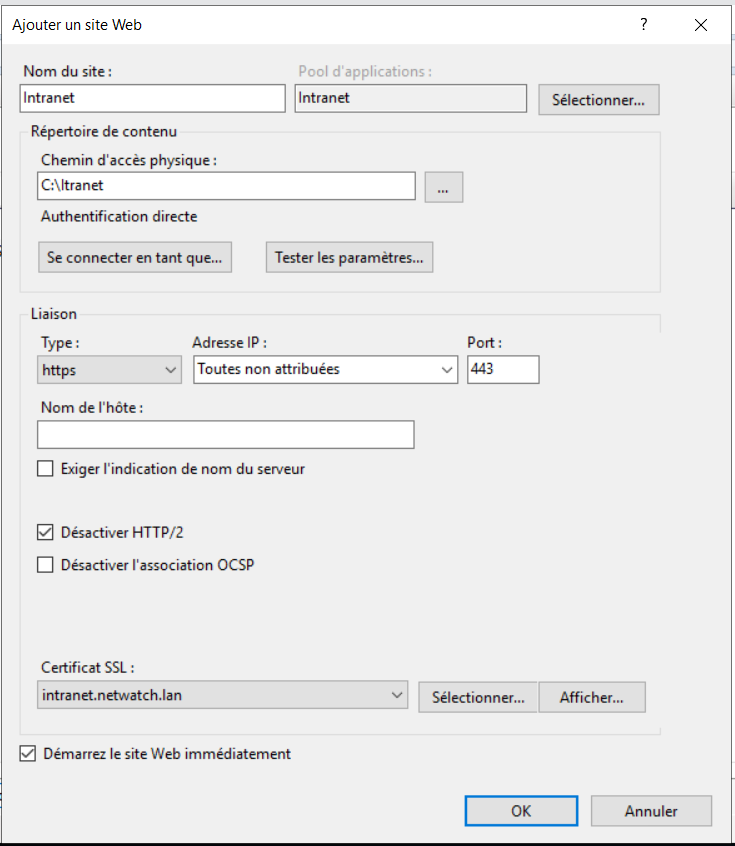 Ajouter un site Web
Nom du site :
Pool d'applications :
Intranet
Intranet
Sélectionner...
Répertoire de contenu
Chemin d'accès physique :
C:\Itranet
...
Authentification directe
Se connecter en tant que...
Tester les paramètres...
Liaison
Type :
Adresse IP :
Port :
https
Toutes non attribuées
443
Nom de l'hôte :
Exiger l'indication de nom du serveur
Désactiver HTTP/2
Désactiver l'association OCSP
Certificat SSL :
intranet.netwatch.lan
Sélectionner...
Afficher...
Démarrez le site Web immédiatement
OK
Annuler